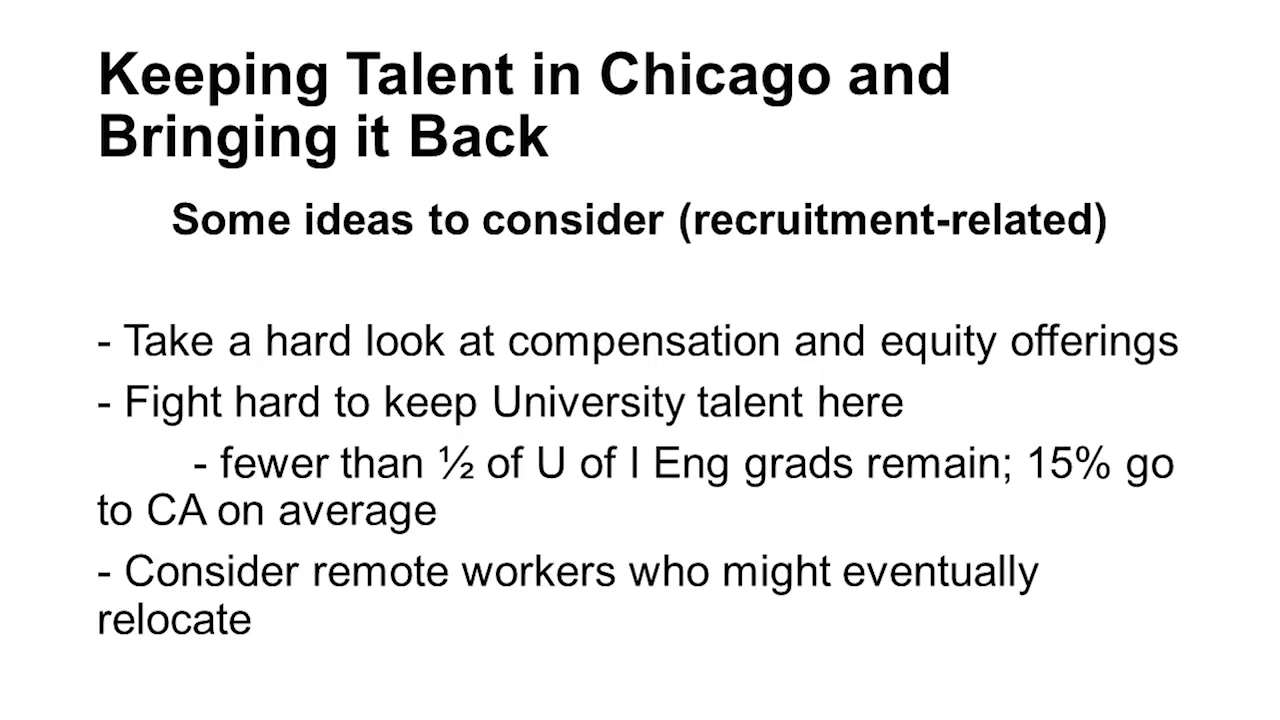 Keeping Talent in Chicago and
Bringing it Back
Some ideas to consider (recruitment-related)
- Take a hard look at compensation and equity offerings
- Fight hard to keep University talent here
- fewer than ½ of U of I Eng grads remain; 15% go
to CA on average
- Consider remote workers who might eventually
relocate